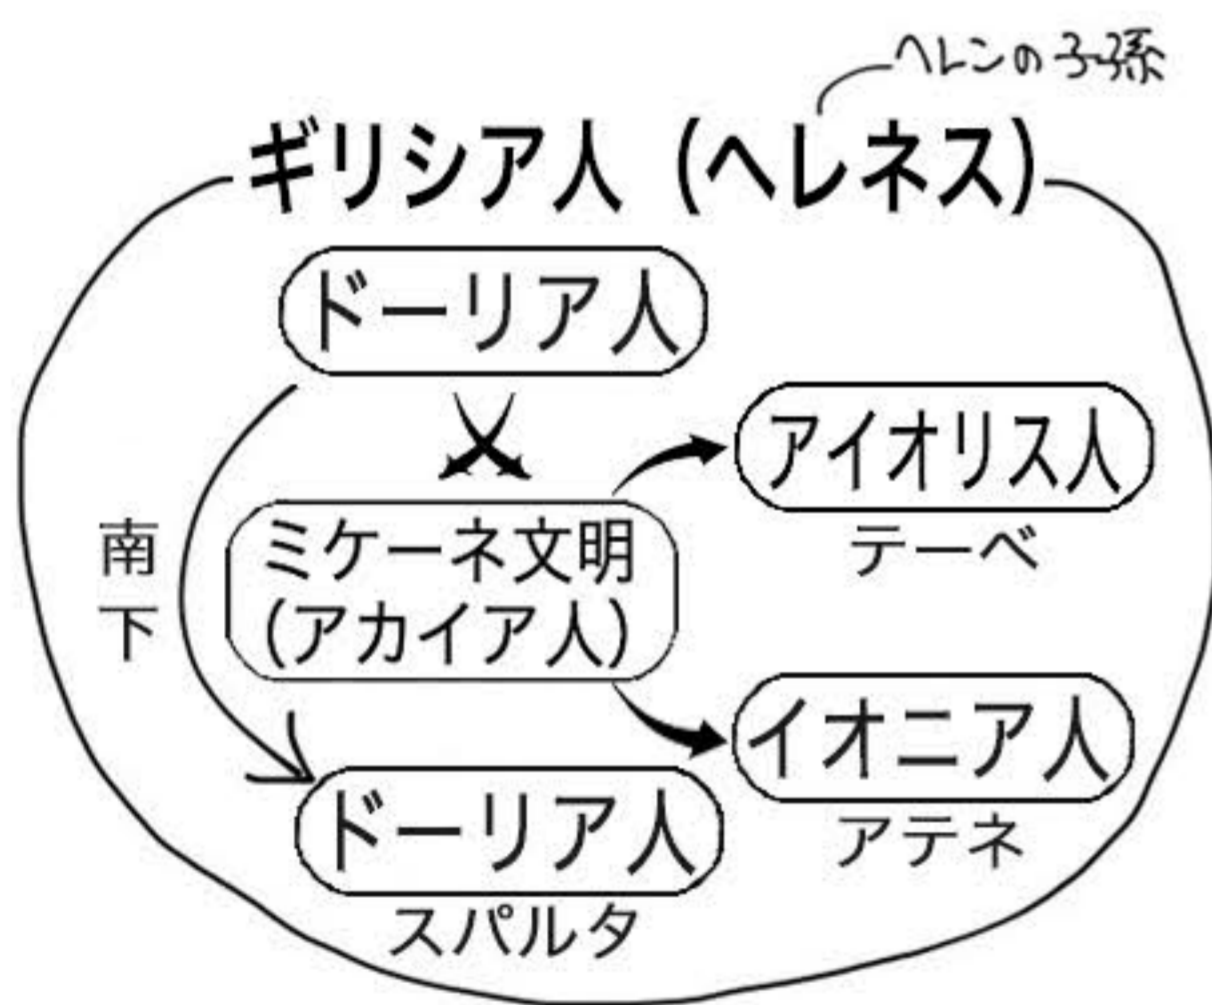 ヘレンの子孫
ギリシア人（ヘレネス）
ドーリア人
アイオリス人
テーベ
南下
ミケーネ文明
(アカイア人)
イオニア人
アテネ
ドーリア人
スパルタ